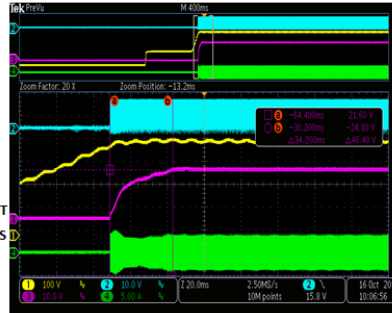 Tek PreVu M 400ms
Zoom Factor: 20 X Zoom Position: -13.2ms
a b
a -64.400ms 21.60 V
b -30.200ms -24.80 V
Δ34.200ms Δ46.40 V
T
S
1 100 V 2 10.0 V Z 20.0ms 2.50MS/s 2 16 Oct 20
3 10.0 V 4 5.00 A 10M points 15.8 V 10:06:56